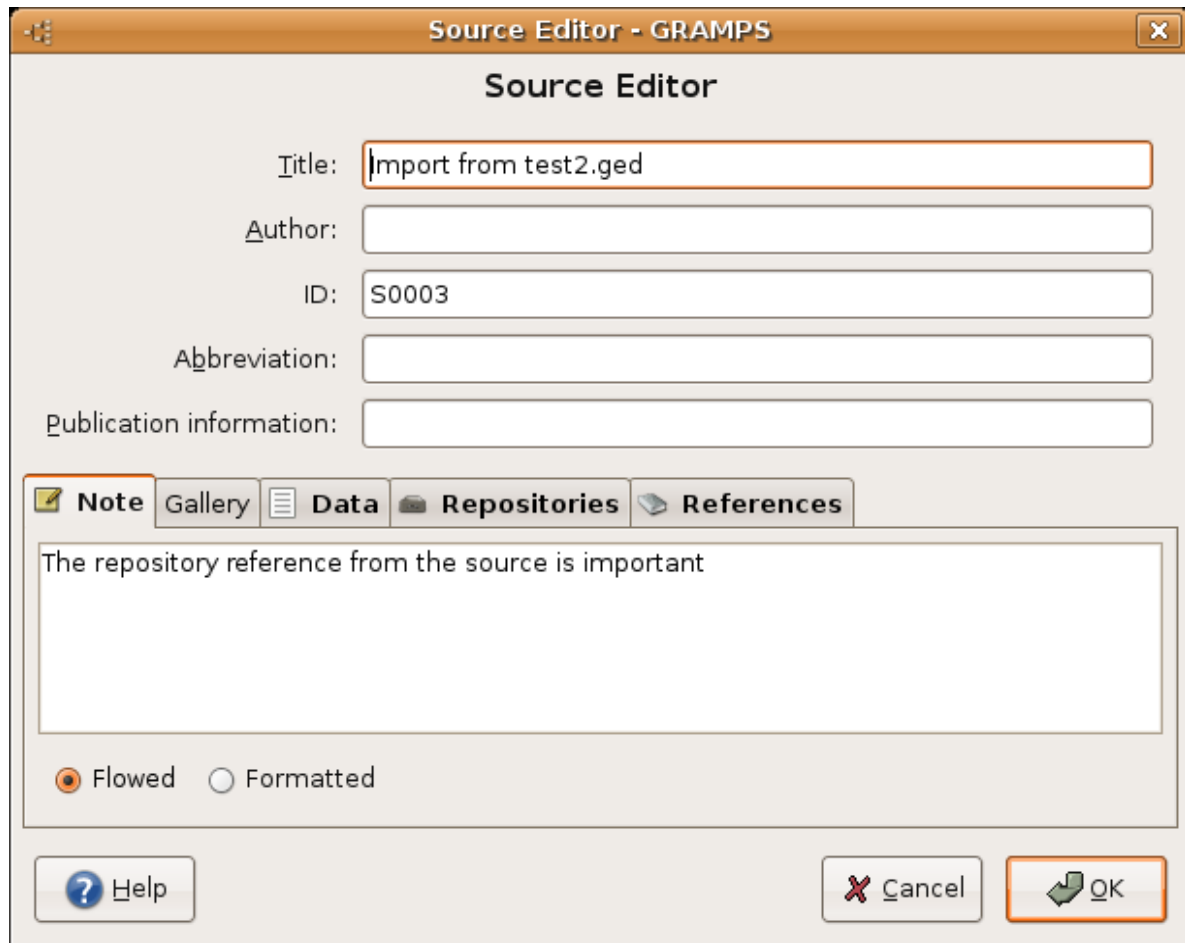 Source Editor - GRAMPS
Source Editor
Title: Import from test2.ged
Author:
ID: S0003
Abbreviation:
Publication information:
Note Gallery Data Repositories References
The repository reference from the source is important
Flowed Formatted
Help Cancel OK